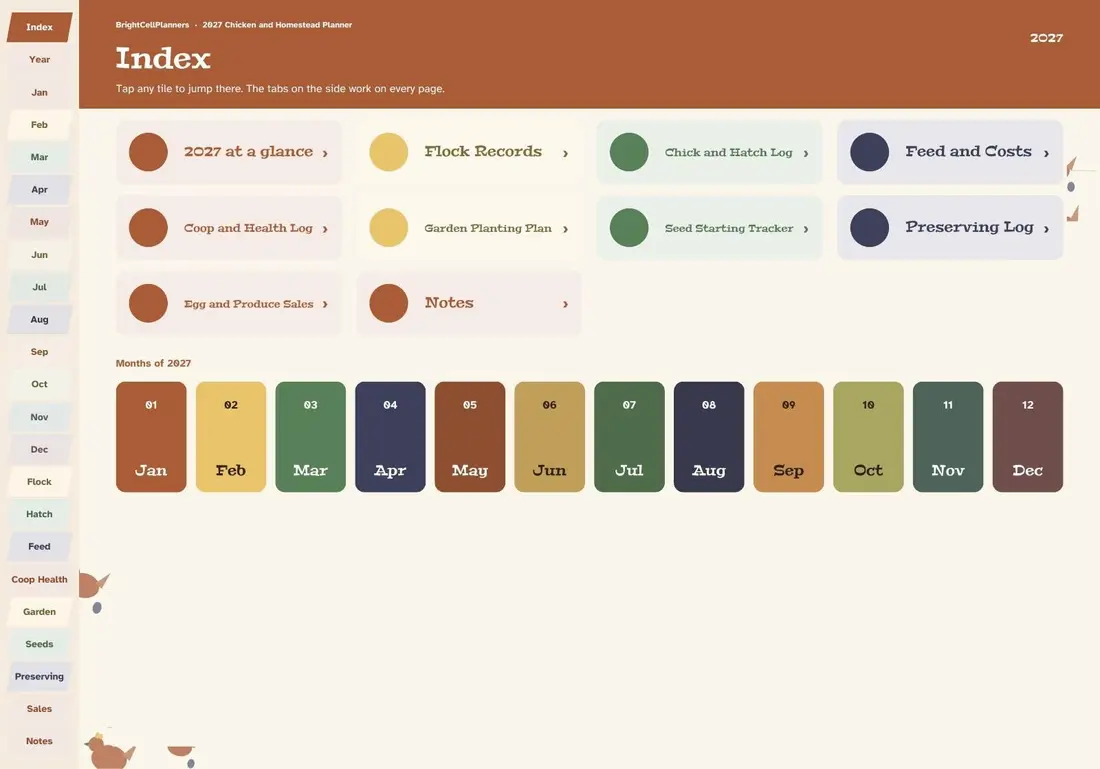 Index
Year
Jan
Feb
Mar
Apr
May
Jun
Jul
Aug
Sep
Oct
Nov
Dec
Flock
Hatch
Feed
Coop Health
Garden
Seeds
Preserving
Sales
Notes
BrightCellPlanners · 2027 Chicken and Homestead Planner
Index
2027
Tap any tile to jump there. The tabs on the side work on every page.
2027 at a glance ›
Flock Records ›
Chick and Hatch Log ›
Feed and Costs ›
Coop and Health Log ›
Garden Planting Plan ›
Seed Starting Tracker ›
Preserving Log ›
Egg and Produce Sales ›
Notes ›
Months of 2027
01 02 03 04 05 06 07 08 09 10 11 12
Jan Feb Mar Apr May Jun Jul Aug Sep Oct Nov Dec